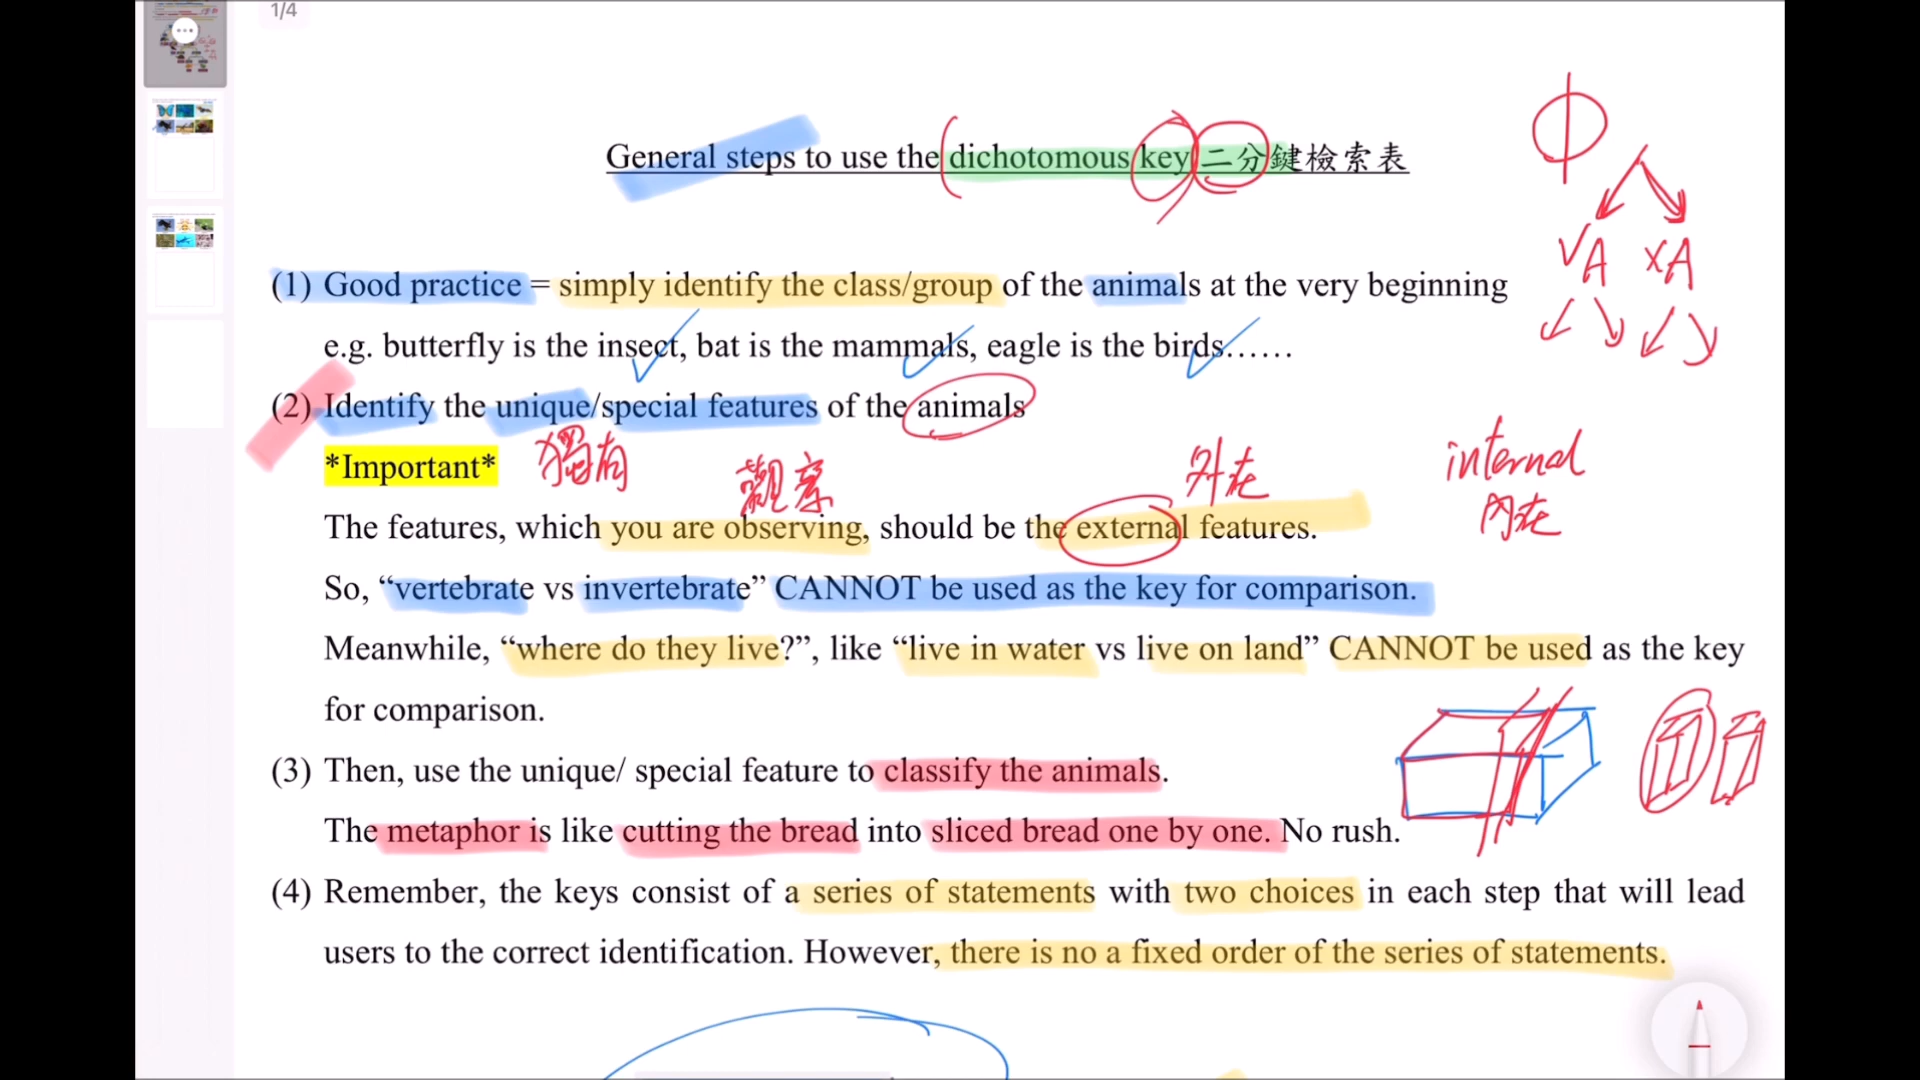 1/4
General steps to use the dichotomous key 二分鍵檢索表
(1) Good practice = simply identify the class/group of the animals at the very beginning
√A XA
e.g. butterfly is the insect, bat is the mammals, eagle is the birds……
(2) Identify the unique/special features of the animals
*Important*
獨有
觀察
外在
internal
內在
The features, which you are observing, should be the external features.
So, “vertebrate vs invertebrate” CANNOT be used as the key for comparison.
Meanwhile, “where do they live?”, like “live in water vs live on land” CANNOT be used as the key
for comparison.
(3) Then, use the unique/ special feature to classify the animals.
The metaphor is like cutting the bread into sliced bread one by one. No rush.
(4) Remember, the keys consist of a series of statements with two choices in each step that will lead
users to the correct identification. However, there is no a fixed order of the series of statements.